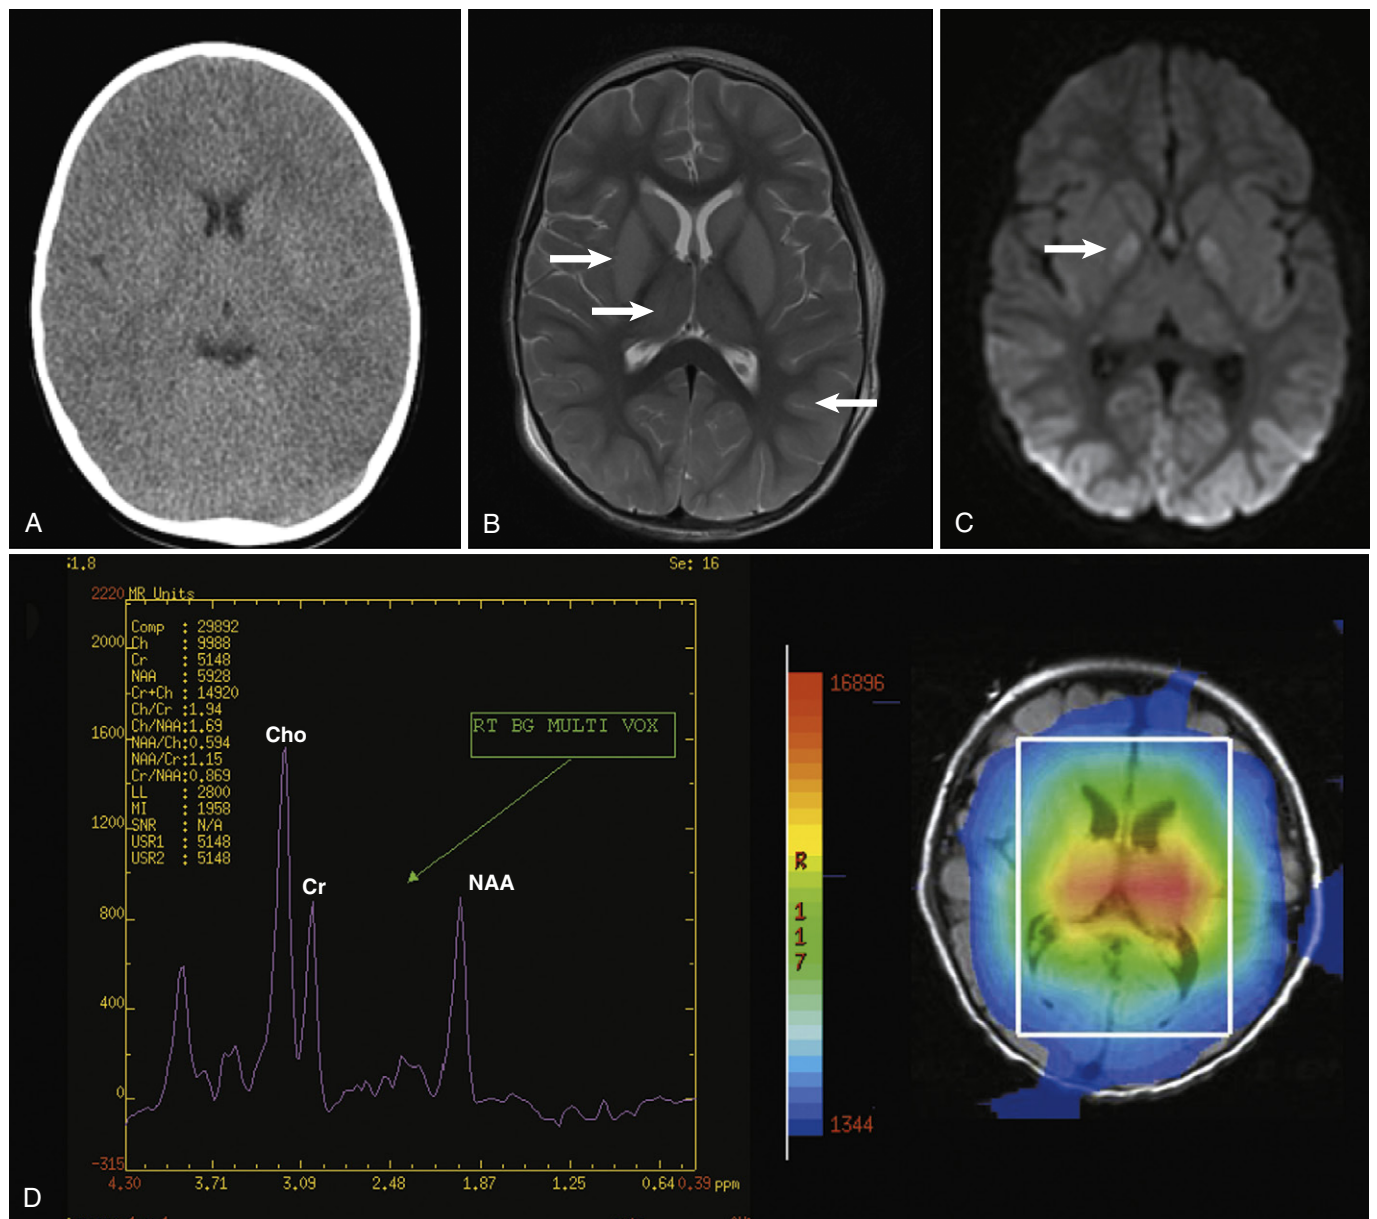 A
B
C
:1.8
Se: 16
2220 MR Units
Comp : 29892
2000 Ch : 9988
Cr : 5148
NAA : 5928
Cr+Ch : 14920
Ch/Cr :1.94
Ch/NAA:1.69
1600 NAA/Ch:0.594
NAA/Cr:1.15
Cr/NAA:0.869
LL : 2800
MI : 1958
1200 SNR : N/A
USR1 : 5148
USR2 : 5148
Cho
RT BG MULTI VOX
Cr
NAA
800
400
0
-315
4.30 3.71 3.09 2.48 1.87 1.25 0.64 0.39 ppm
16896
R
1
1
7
1344
D